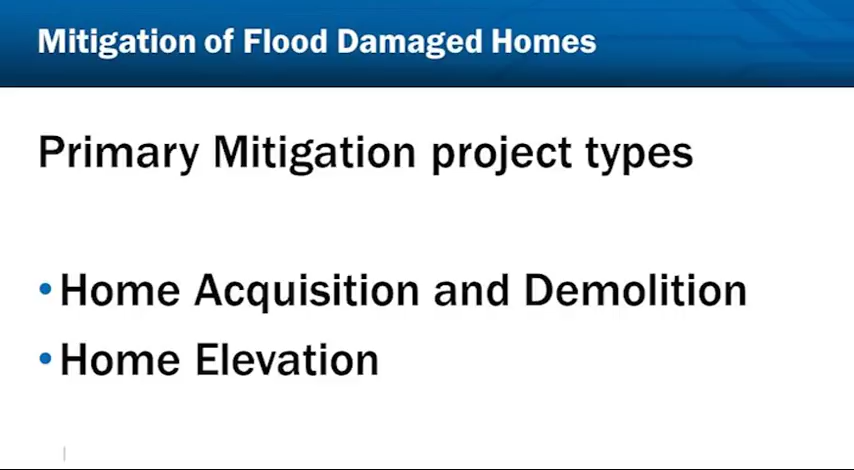 Mitigation of Flood Damaged Homes
Primary Mitigation project types
• Home Acquisition and Demolition
• Home Elevation